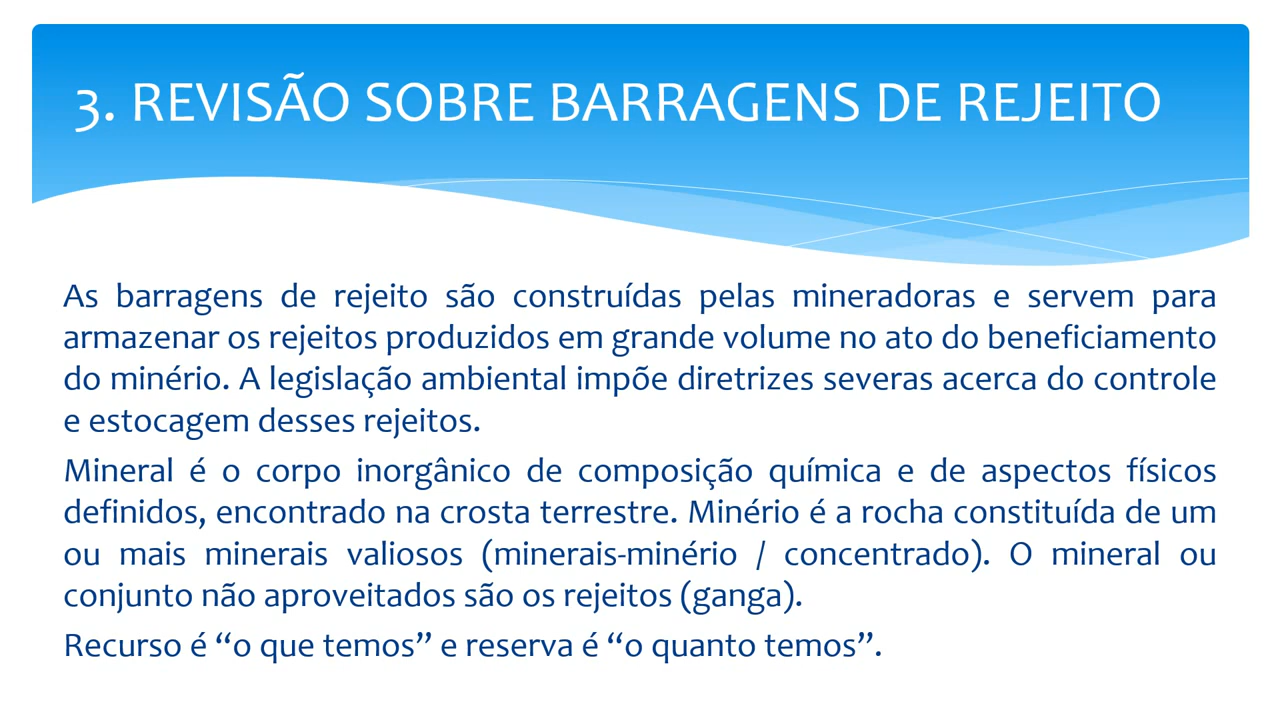 3. REVISÃO SOBRE BARRAGENS DE REJEITO
As barragens de rejeito são construídas pelas mineradoras e servem para
armazenar os rejeitos produzidos em grande volume no ato do beneficiamento
do minério. A legislação ambiental impõe diretrizes severas acerca do controle
e estocagem desses rejeitos.
Mineral é o corpo inorgânico de composição química e de aspectos físicos
definidos, encontrado na crosta terrestre. Minério é a rocha constituída de um
ou mais minerais valiosos (minerais-minério / concentrado). O mineral ou
conjunto não aproveitados são os rejeitos (ganga).
Recurso é “o que temos” e reserva é “o quanto temos”.